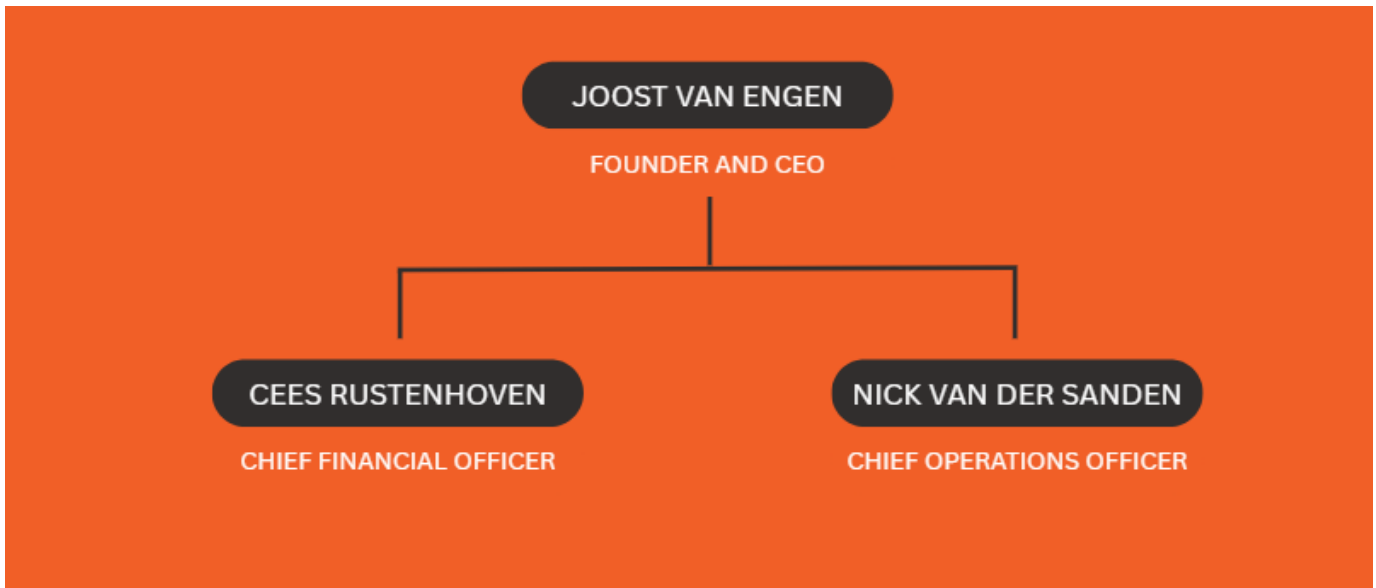 JOOST VAN ENGEN
FOUNDER AND CEO
CEES RUSTENHOVEN
NICK VAN DER SANDEN
CHIEF FINANCIAL OFFICER
CHIEF OPERATIONS OFFICER